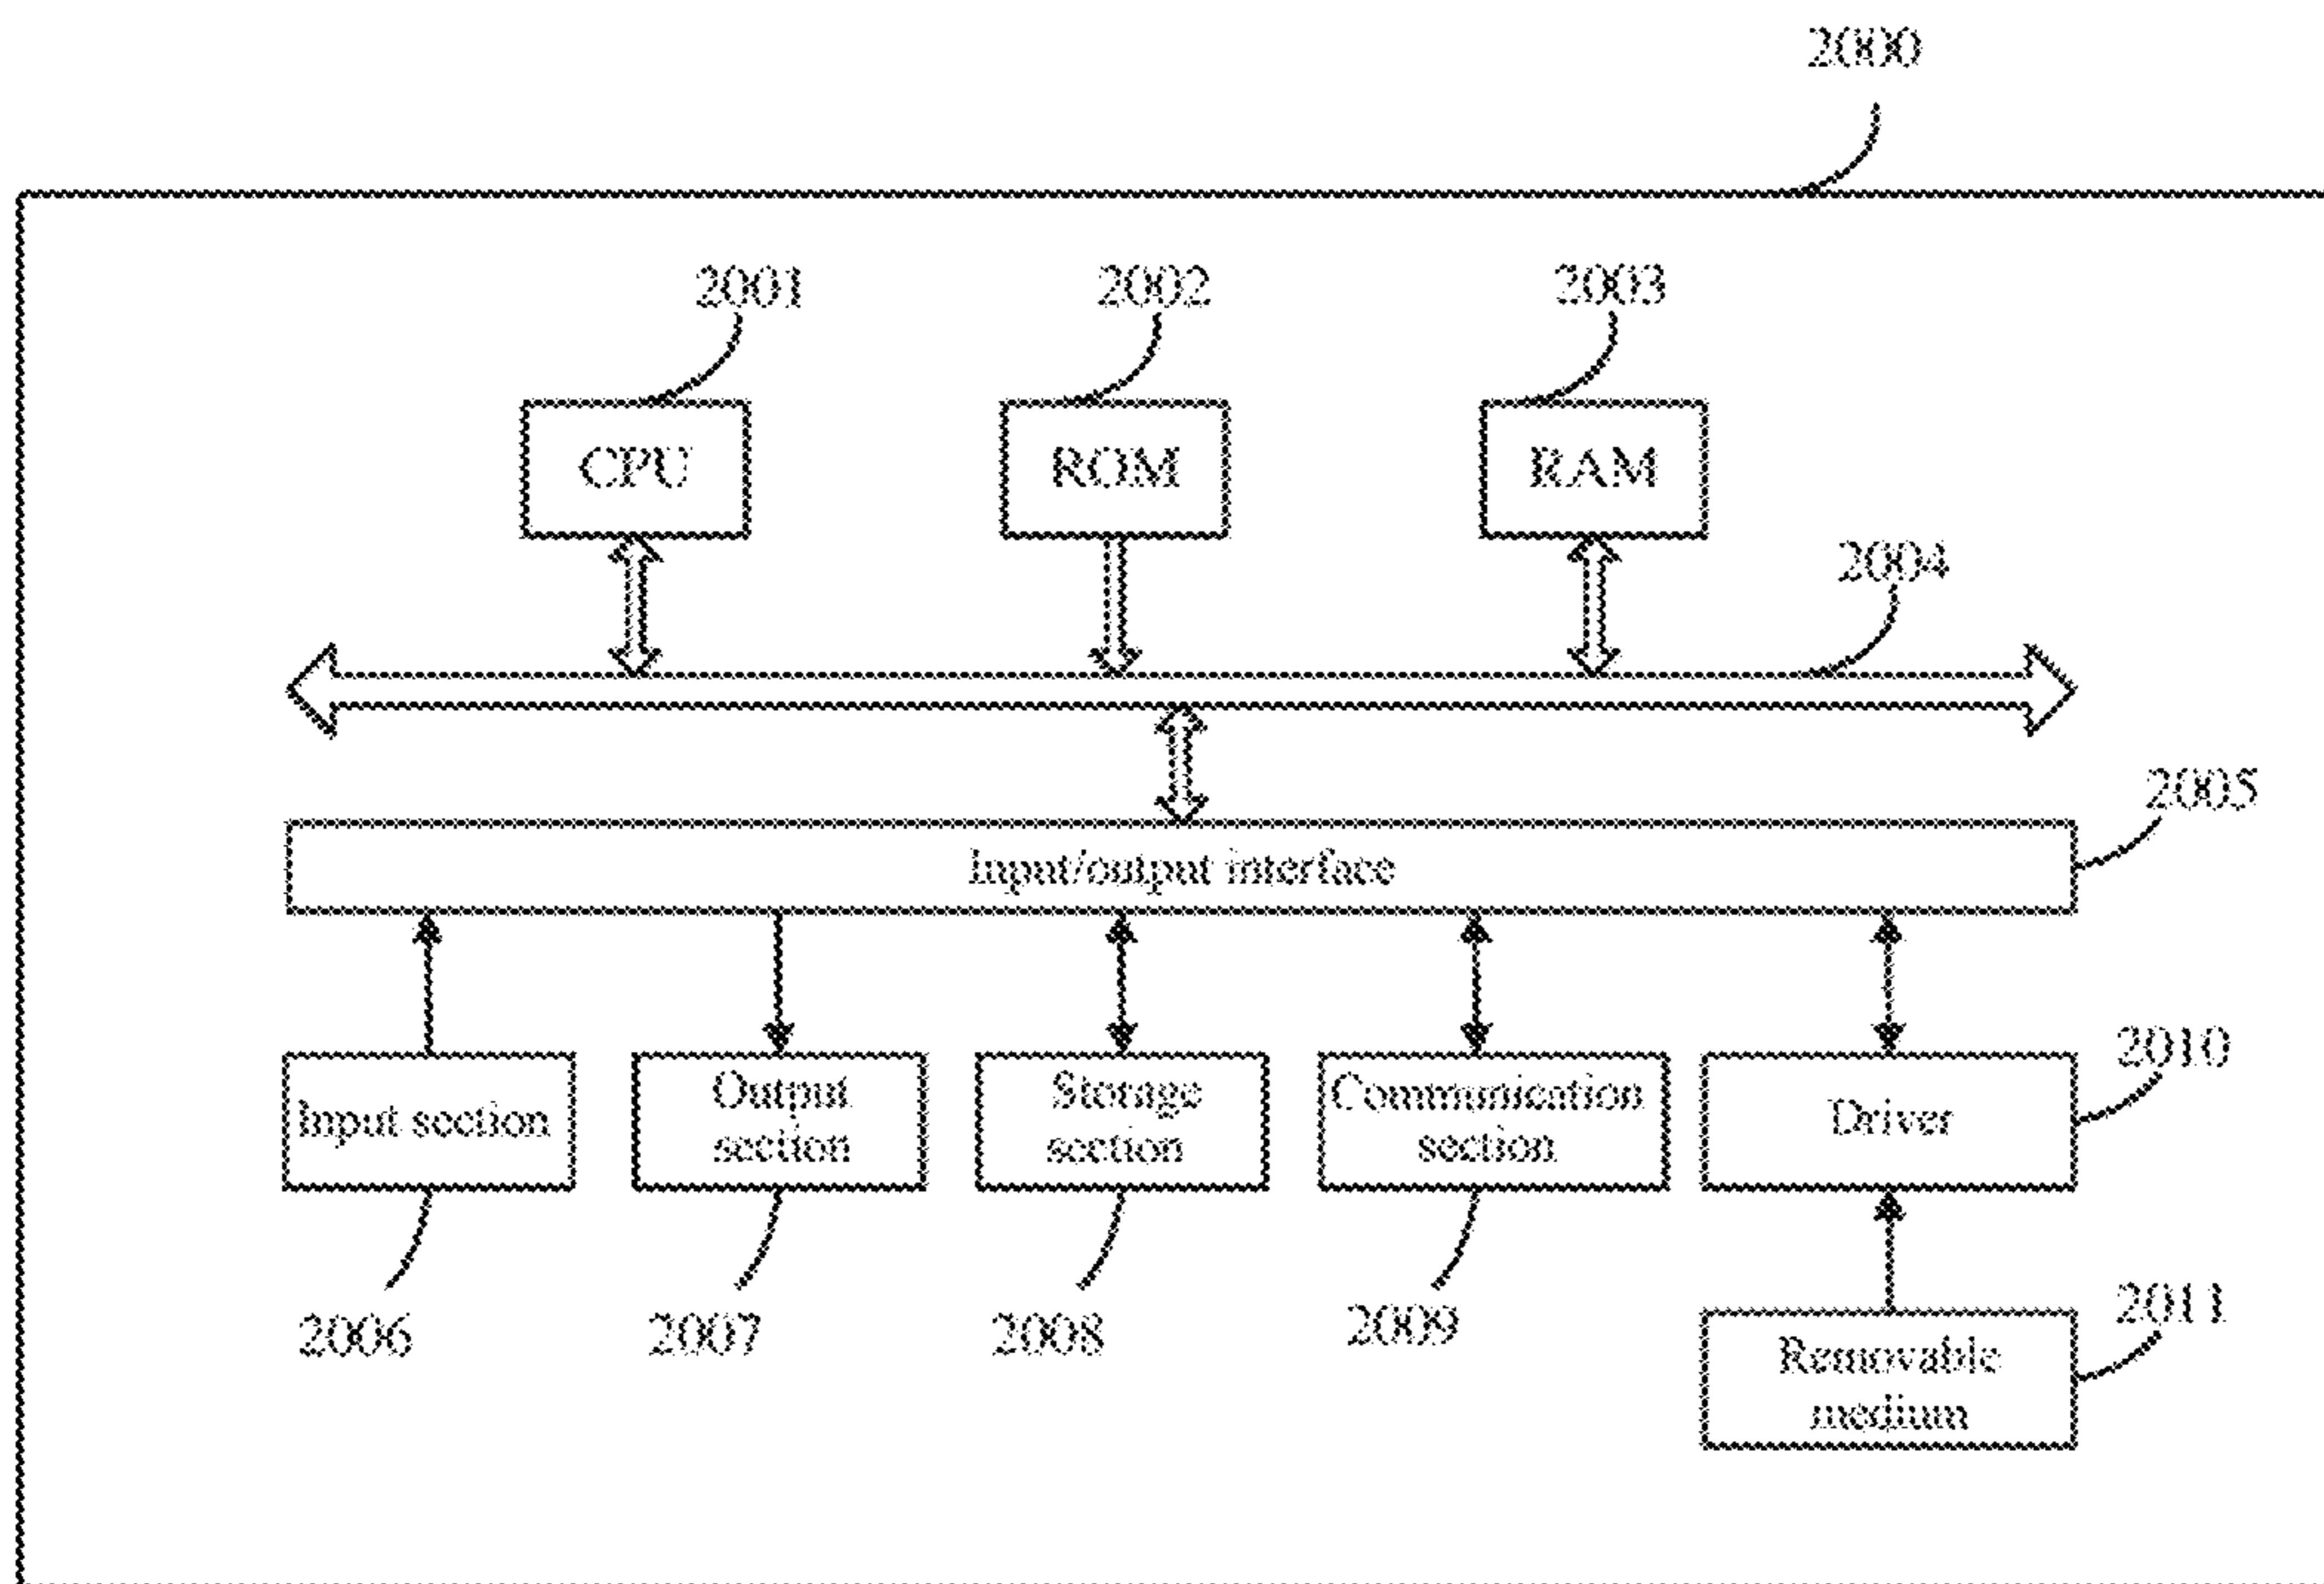 2000
2001
2002
2003
CPU
ROM
RAM
2004
2005
Input/output interface
2010
Input section
Output
section
Storage
section
Communication
section
Driver
2006
2007
2008
2009
2011
Removable
medium